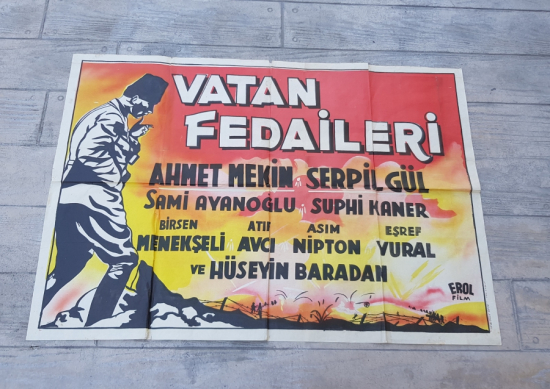 VATAN
FEDAİLERİ
AHMET MEKİN SERPİL GÜL
SAMİ AYANOĞLU SUPHİ KANER
BİRSEN ATIF ASIM EŞREF
MENEKŞELİ AVCI NİPTON YURAL
VE HÜSEYİN BARADAN
EROL
FİLM